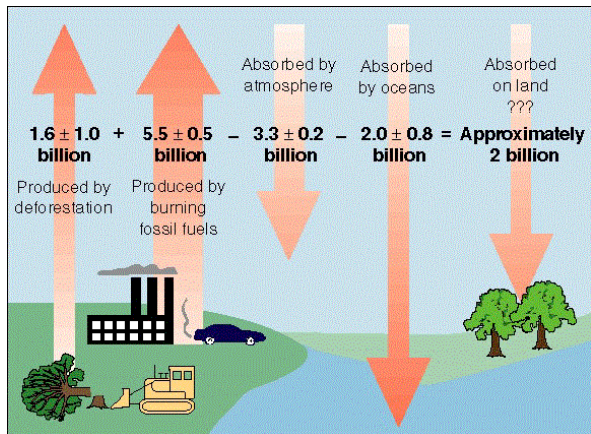 Absorbed by
atmosphere
Absorbed
by oceans
Absorbed
on land
???
1.6 ± 1.0 + 5.5 ± 0.5 – 3.3 ± 0.2 – 2.0 ± 0.8 = Approximately
billion billion billion billion 2 billion
Produced by
deforestation
Produced by
burning
fossil fuels